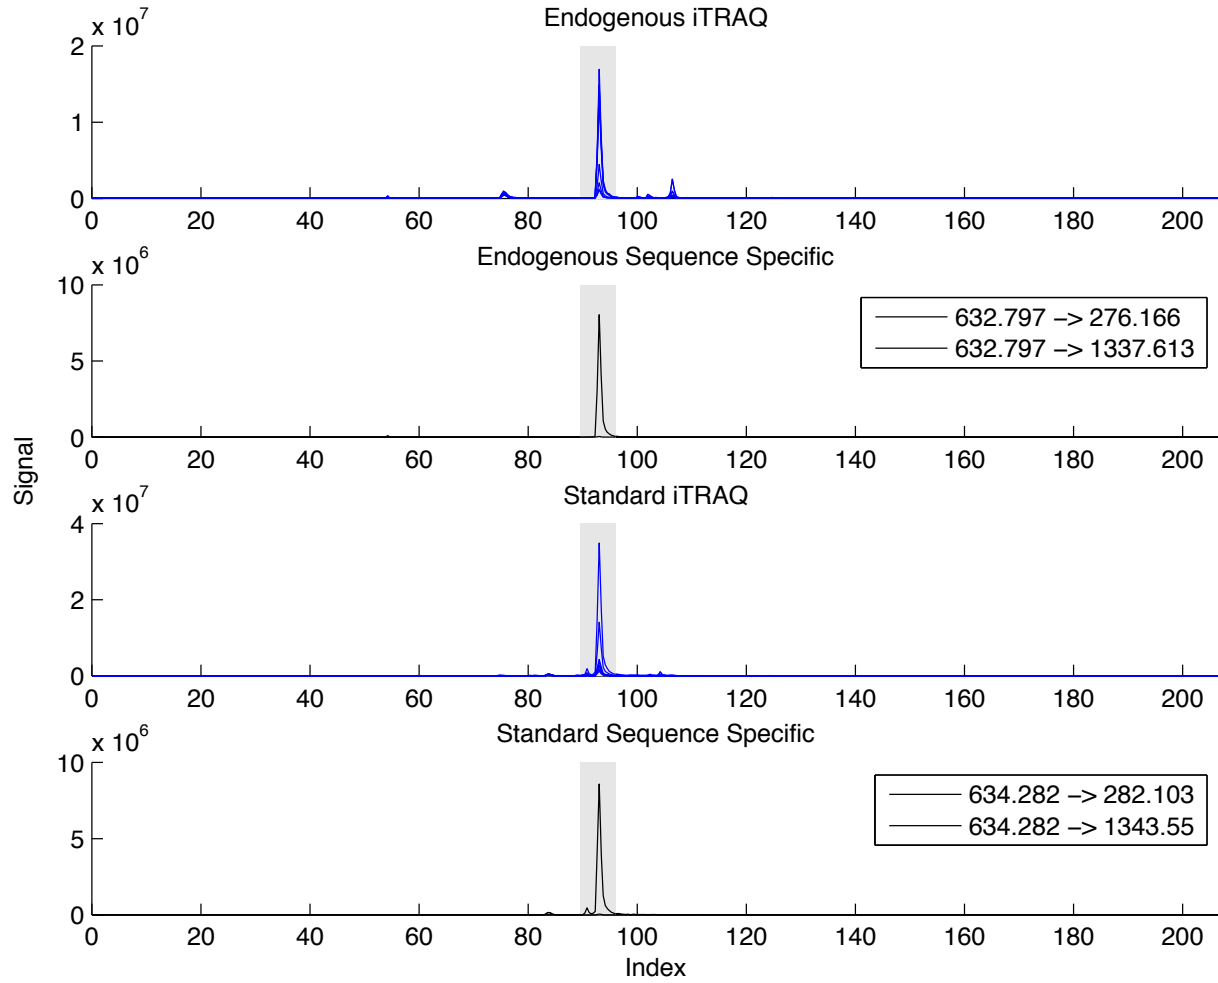 Endogenous iTRAQ
x 10^7
2
1
0
0 20 40 60 80 100 120 140 160 180 200
Endogenous Sequence Specific
x 10^6
10
5
0
632.797 −> 276.166
632.797 −> 1337.613
0 20 40 60 80 100 120 140 160 180 200
Signal
Standard iTRAQ
x 10^7
4
2
0
0 20 40 60 80 100 120 140 160 180 200
Standard Sequence Specific
x 10^6
10
5
0
634.282 −> 282.103
634.282 −> 1343.55
0 20 40 60 80 100 120 140 160 180 200
Index